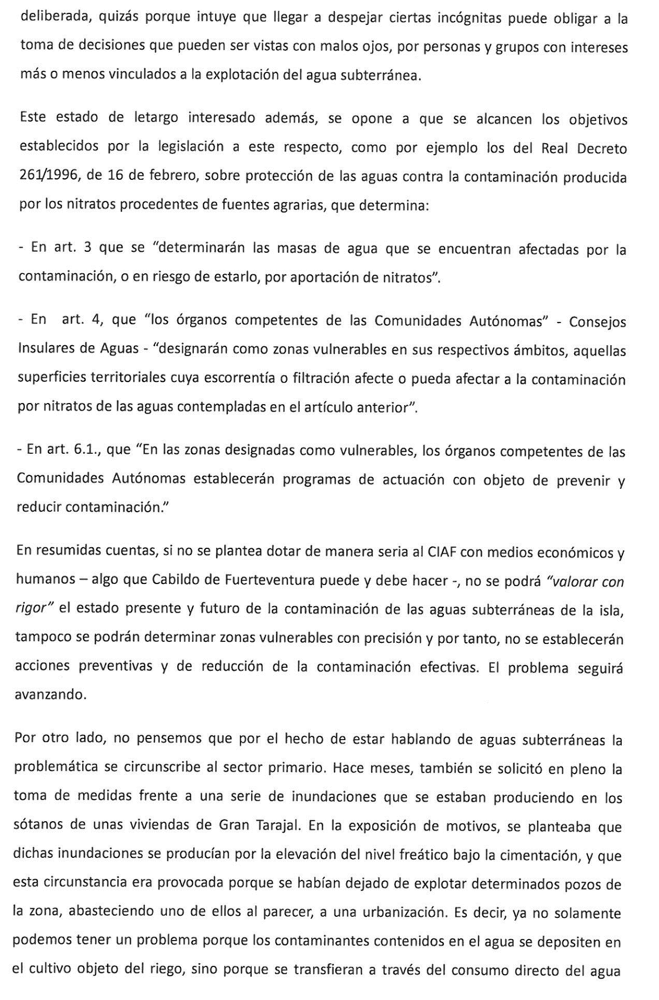 deliberada, quizás porque intuye que llegar a despejar ciertas incógnitas puede obligar a la
toma de decisiones que pueden ser vistas con malos ojos, por personas y grupos con intereses
más o menos vinculados a la explotación del agua subterránea.
Este estado de letargo interesado además, se opone a que se alcancen los objetivos
establecidos por la legislación a este respecto, como por ejemplo los del Real Decreto
261/1996, de 16 de febrero, sobre protección de las aguas contra la contaminación producida
por los nitratos procedentes de fuentes agrarias, que determina:
- En art. 3 que se “determinarán las masas de agua que se encuentran afectadas por la
contaminación, o en riesgo de estarlo, por aportación de nitratos”.
- En art. 4, que “los órganos competentes de las Comunidades Autónomas” - Consejos
Insulares de Aguas - “designarán como zonas vulnerables en sus respectivos ámbitos, aquellas
superficies territoriales cuya escorrentía o filtración afecte o pueda afectar a la contaminación
por nitratos de las aguas contempladas en el artículo anterior”.
- En art. 6.1., que “En las zonas designadas como vulnerables, los órganos competentes de las
Comunidades Autónomas establecerán programas de actuación con objeto de prevenir y
reducir contaminación.”
En resumidas cuentas, si no se plantea dotar de manera seria al CIAF con medios económicos y
humanos – algo que Cabildo de Fuerteventura puede y debe hacer -, no se podrá “valorar con
rigor” el estado presente y futuro de la contaminación de las aguas subterráneas de la isla,
tampoco se podrán determinar zonas vulnerables con precisión y por tanto, no se establecerán
acciones preventivas y de reducción de la contaminación efectivas. El problema seguirá
avanzando.
Por otro lado, no pensemos que por el hecho de estar hablando de aguas subterráneas la
problemática se circunscribe al sector primario. Hace meses, también se solicitó en pleno la
toma de medidas frente a una serie de inundaciones que se estaban produciendo en los
sótanos de unas viviendas de Gran Tarajal. En la exposición de motivos, se planteaba que
dichas inundaciones se producían por la elevación del nivel freático bajo la cimentación, y que
esta circunstancia era provocada porque se habían dejado de explotar determinados pozos de
la zona, abasteciendo uno de ellos al parecer, a una urbanización. Es decir, ya no solamente
podemos tener un problema porque los contaminantes contenidos en el agua se depositen en
el cultivo objeto del riego, sino porque se transfieran a través del consumo directo del agua